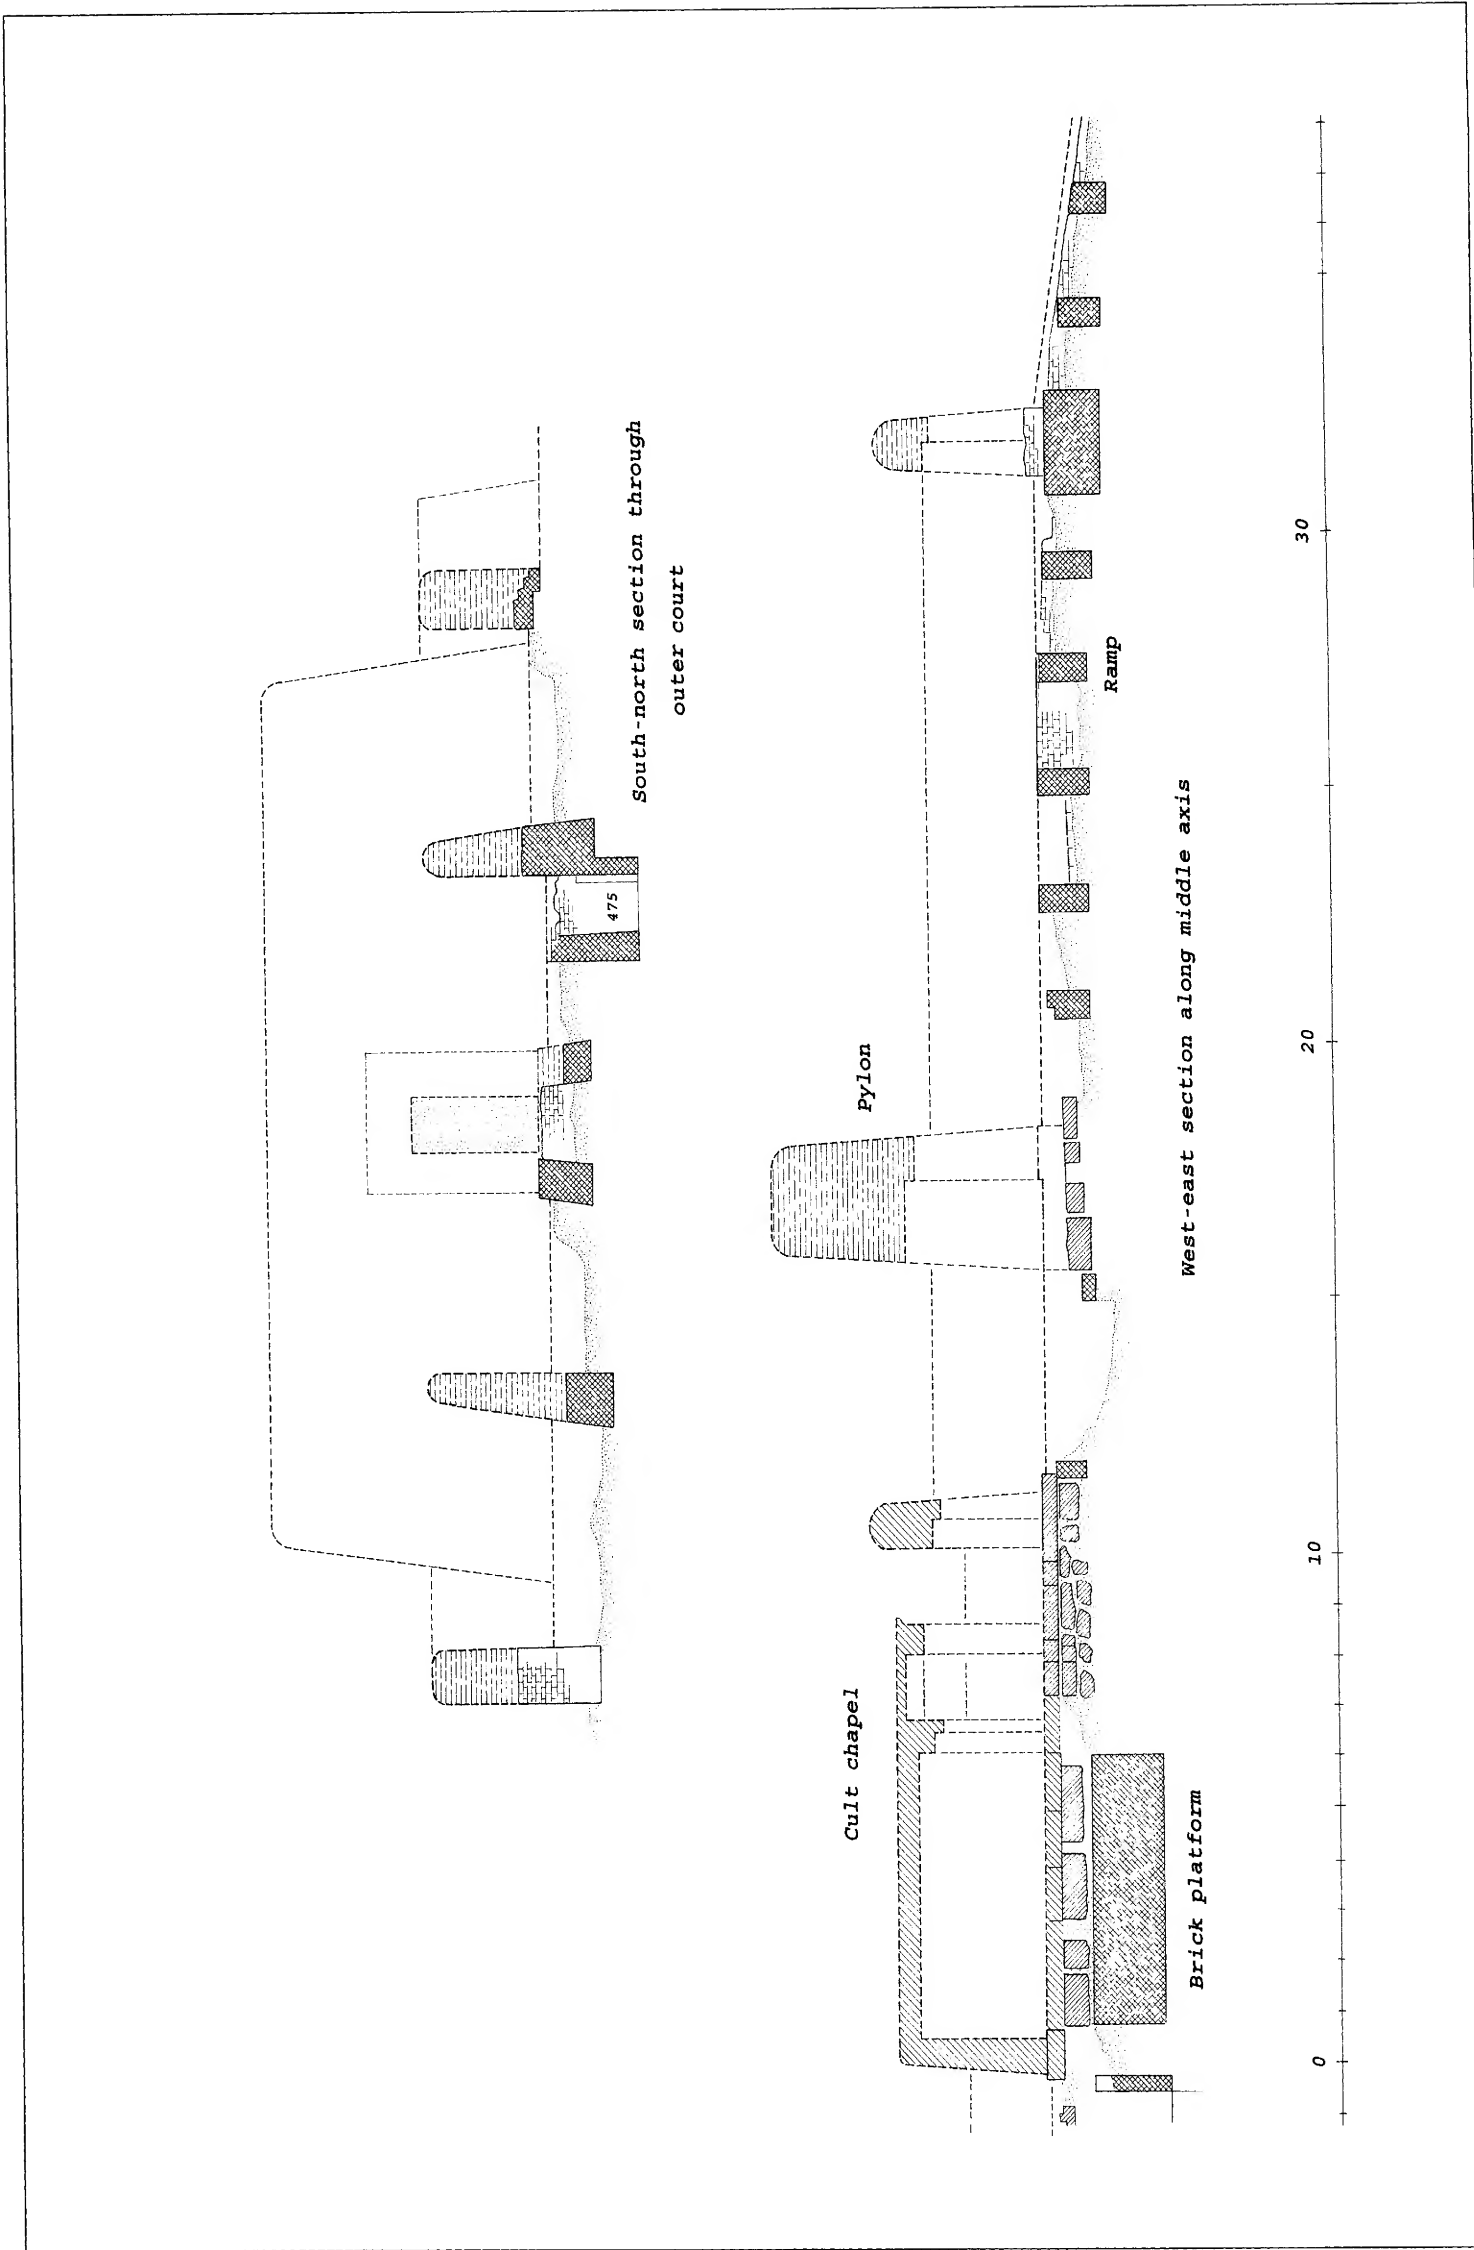 South-north section through
outer court
475
Pylon
Cult chapel
Ramp
West-east section along middle axis
Brick platform
0
10
20
30